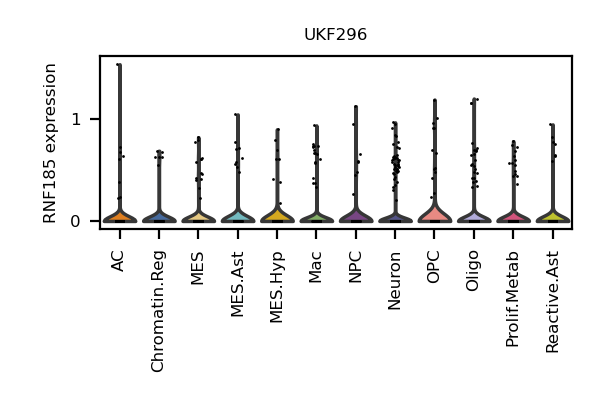 UKF296
RNF185 expression
1
0
AC
Chromatin.Reg
MES
MES.Ast
MES.Hyp
Mac
NPC
Neuron
OPC
Oligo
Prolif.Metab
Reactive.Ast